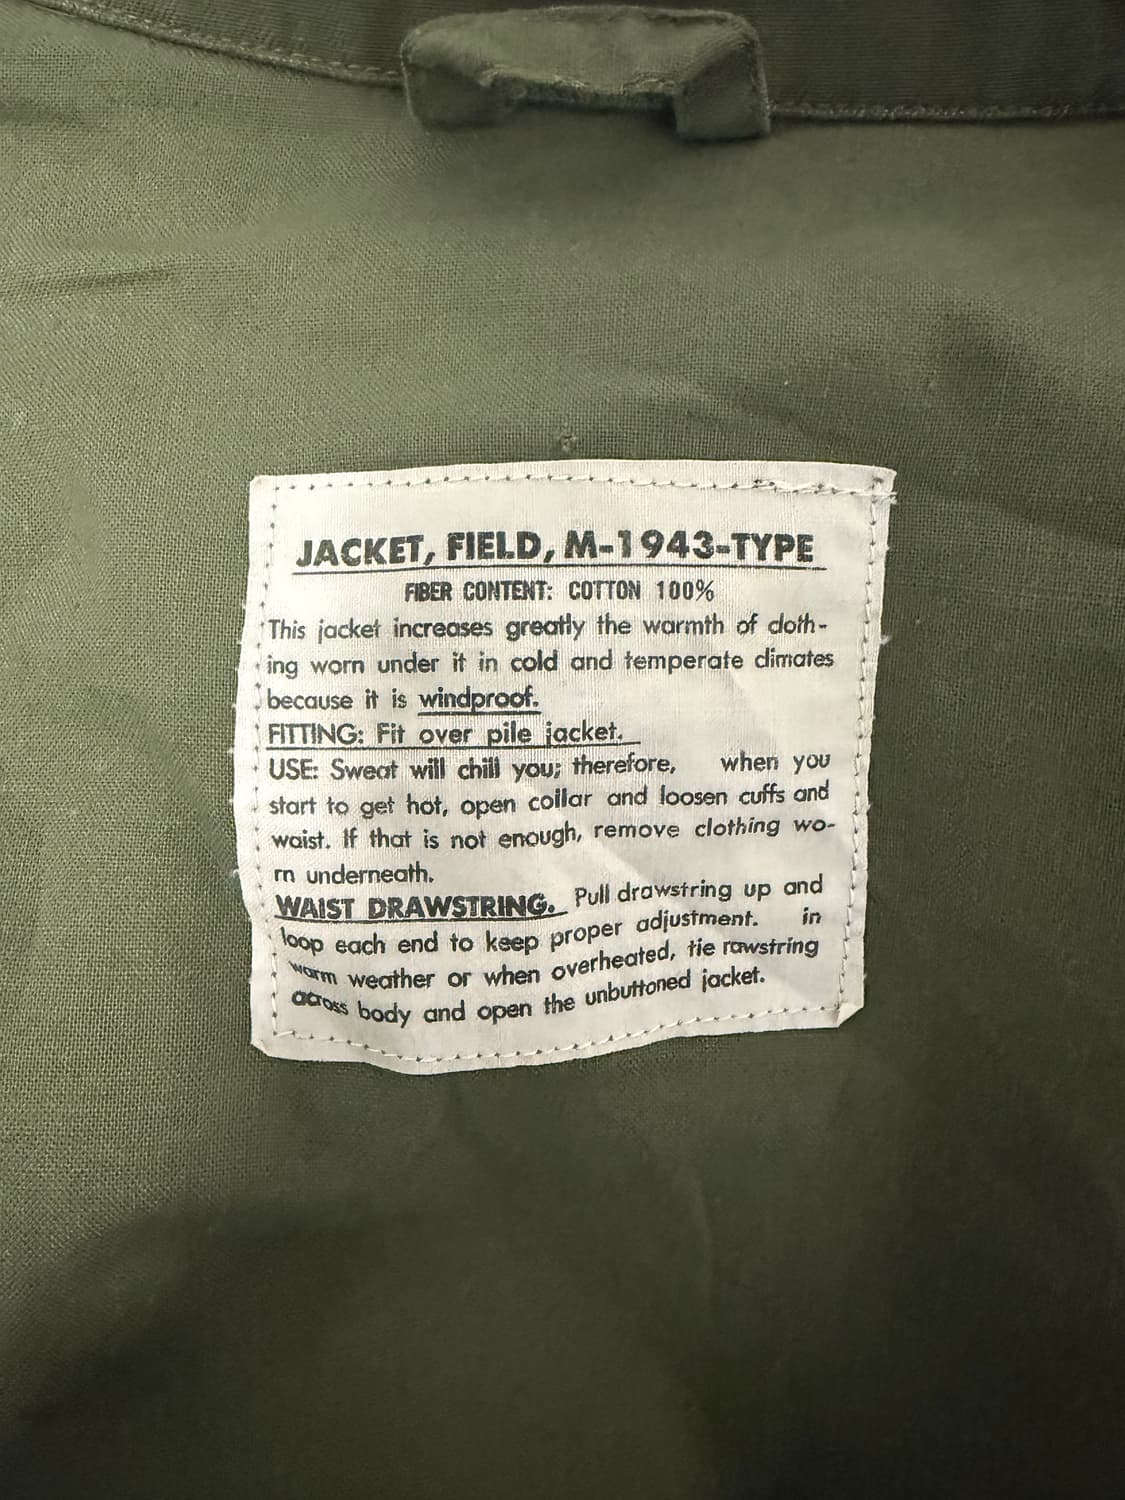 JACKET, FIELD, M-1943-TYPE
FIBER CONTENT: COTTON 100%
This jacket increases greatly the warmth of cloth-
ing worn under it in cold and temperate climates
because it is windproof.
FITTING: Fit over pile jacket.
USE: Sweat will chill you; therefore, when you
start to get hot, open collar and loosen cuffs and
waist. If that is not enough, remove clothing wo-
rn underneath.
WAIST DRAWSTRING. Pull drawstring up and
loop each end to keep proper adjustment. in
warm weather or when overheated, tie rawstring
across body and open the unbuttoned jacket.